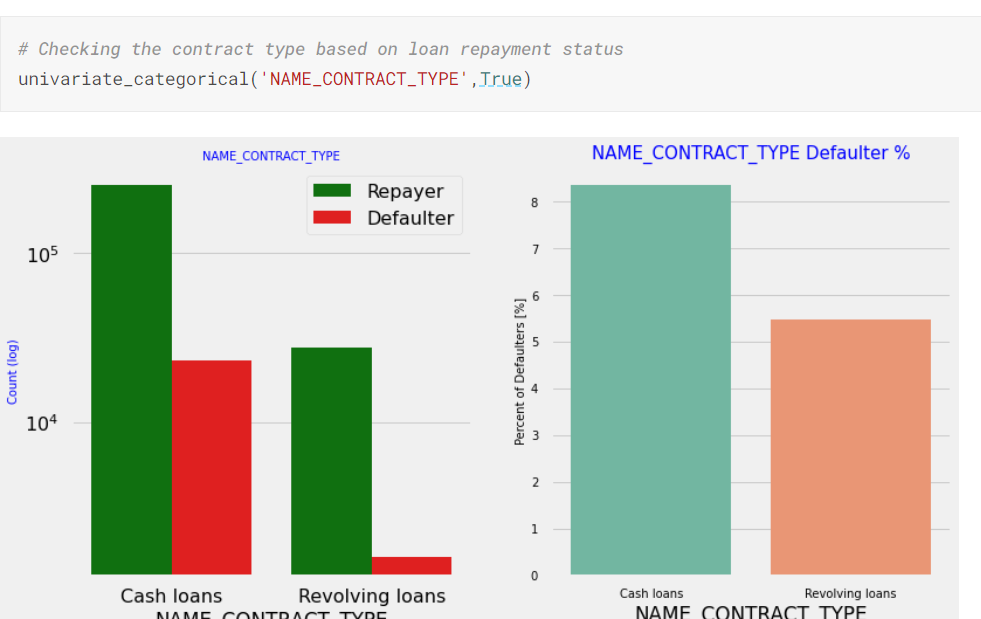 # Checking the contract type based on loan repayment status
univariate_categorical('NAME_CONTRACT_TYPE',True)
NAME_CONTRACT_TYPE
Repayer
Defaulter
10⁵
10⁴
Count (log)
Cash loans
Revolving loans
NAME_CONTRACT_TYPE
NAME_CONTRACT_TYPE Defaulter %
8
7
6
5
4
3
2
1
0
Percent of Defaulters [%]
Cash loans
Revolving loans
NAME_CONTRACT_TYPE